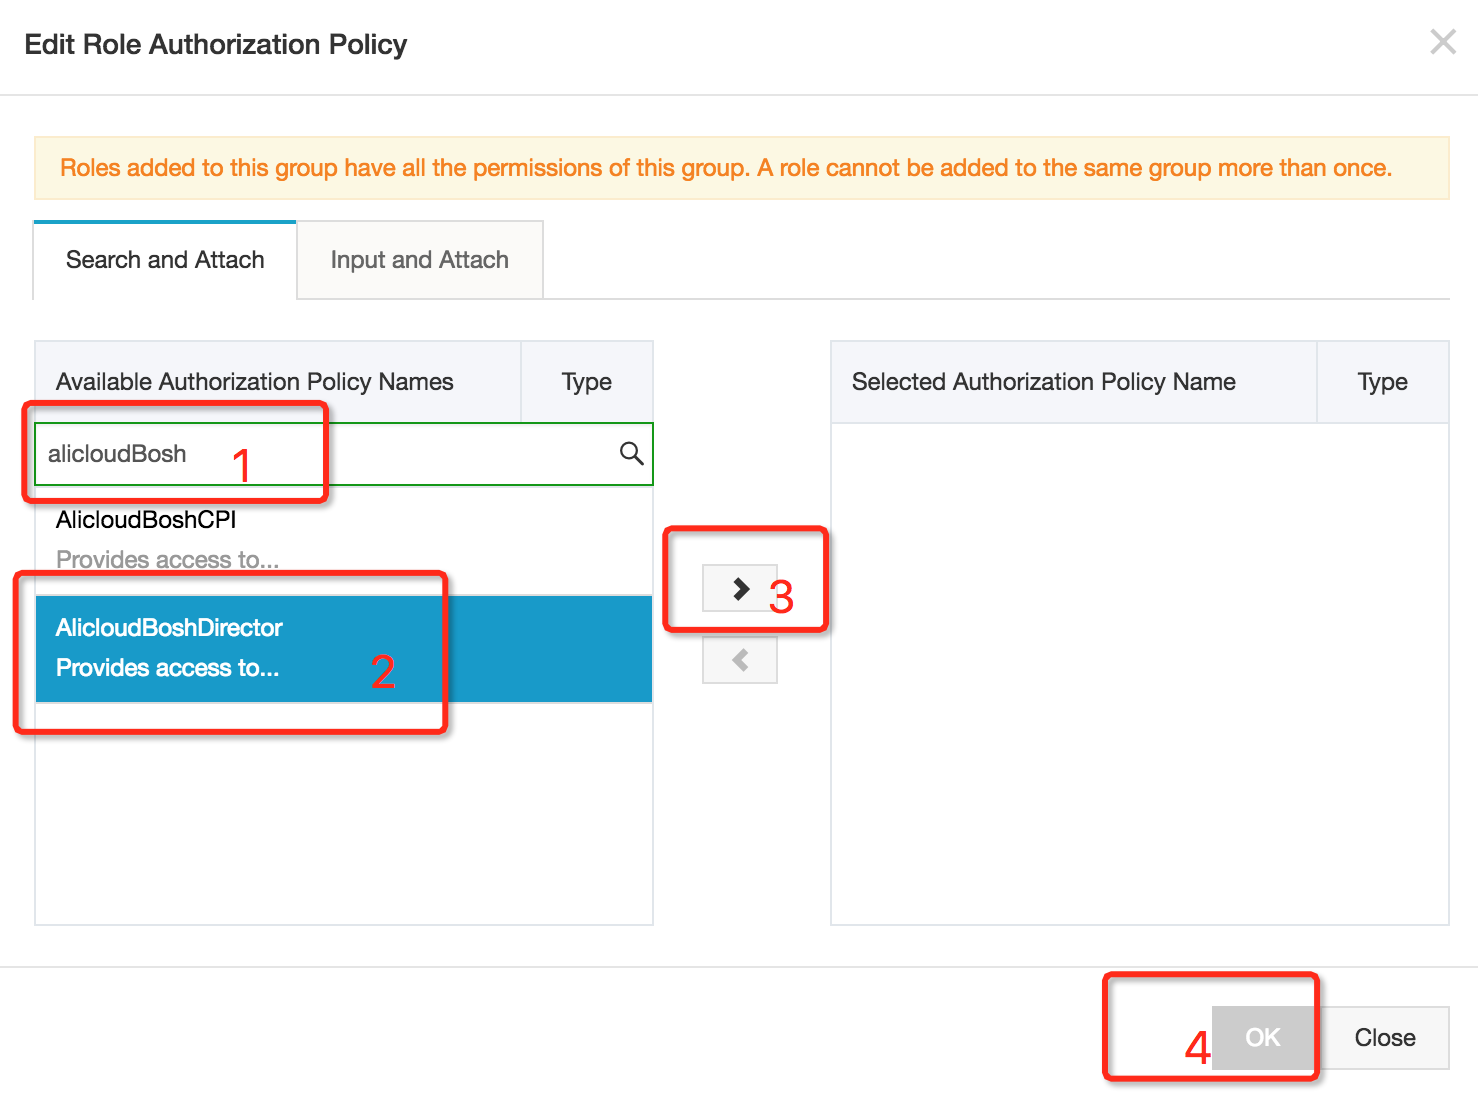 Edit Role Authorization Policy
Roles added to this group have all the permissions of this group. A role cannot be added to the same group more than once.
Search and Attach
Input and Attach
Available Authorization Policy Names
Type
Selected Authorization Policy Name
Type
alicloudBosh
1
AlicloudBoshCPI
Provides access to...
AlicloudBoshDirector
Provides access to...
2
3
4
OK
Close